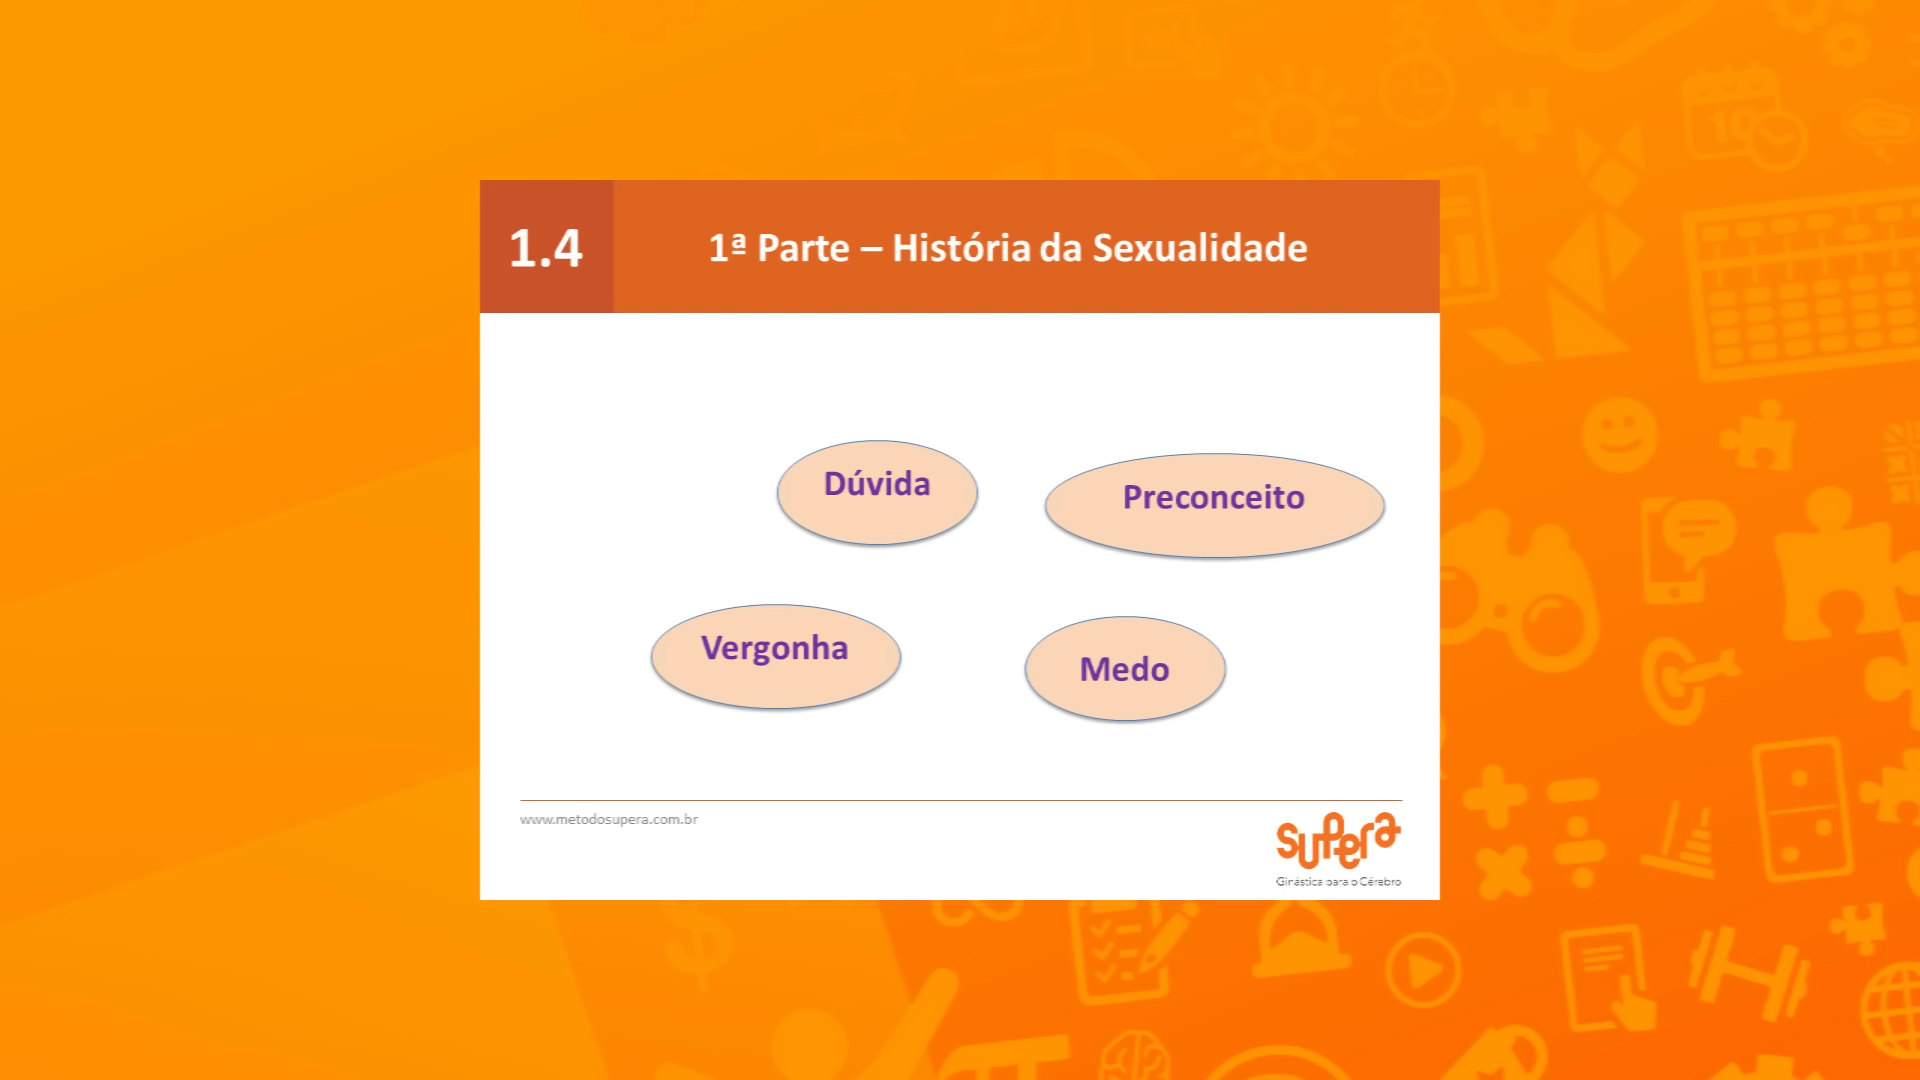 1.4
1ª Parte – História da Sexualidade
Dúvida
Preconceito
Vergonha
Medo
www.metodosupera.com.br
supera
Ginástica para o Cérebro
10